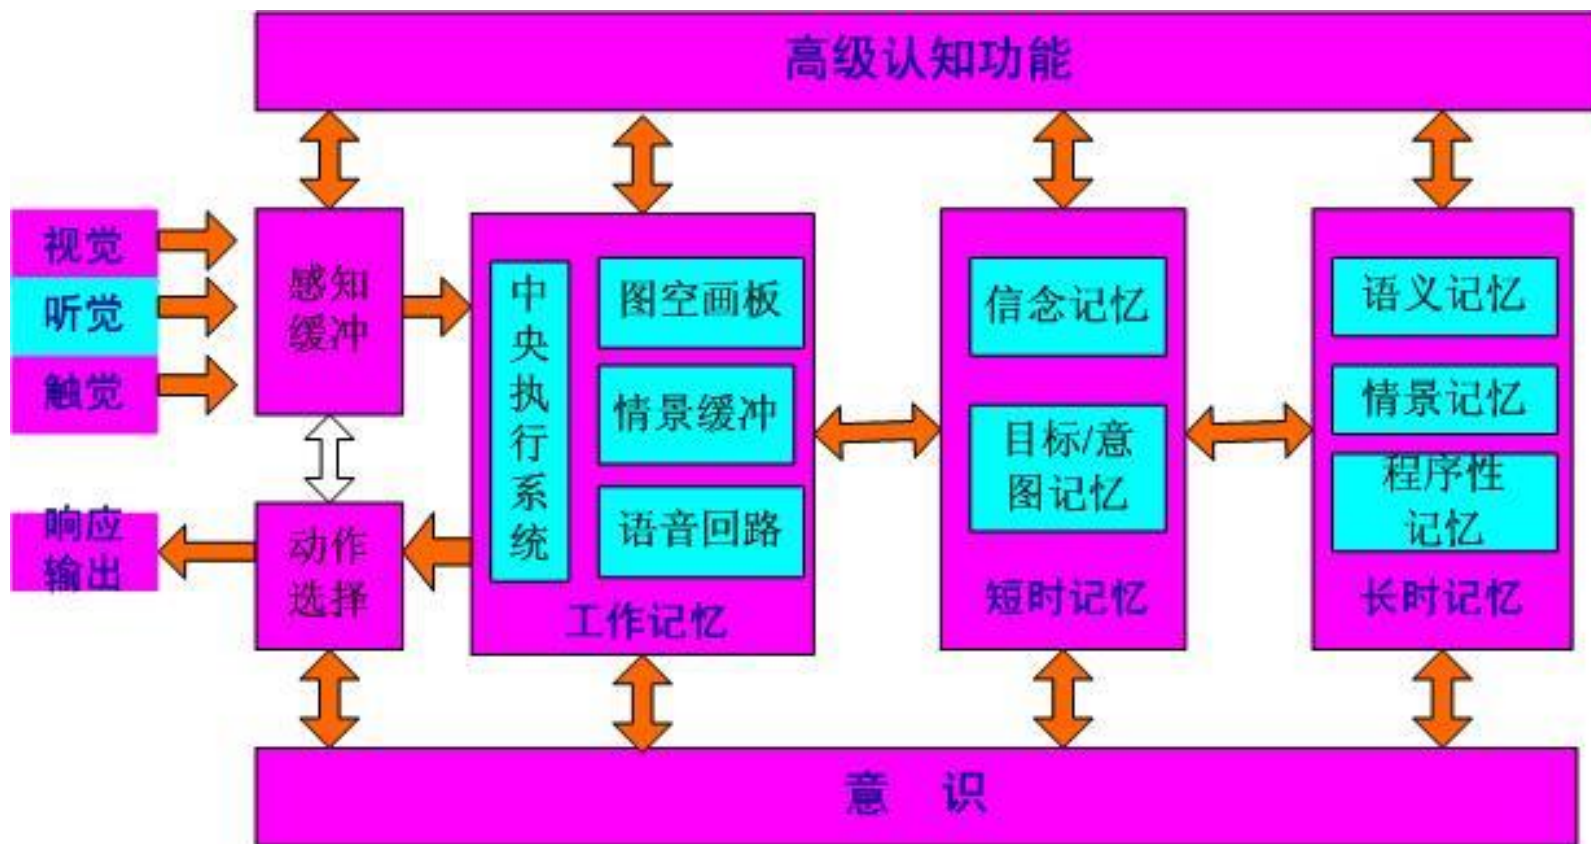 高级认知功能
视觉
听觉
触觉
感知
缓冲
中
央
执
行
系
统
图空画板
情景缓冲
语音回路
工作记忆
信念记忆
目标/意
图记忆
短时记忆
语义记忆
情景记忆
程序性
记忆
长时记忆
响应
输出
动作
选择
意 识